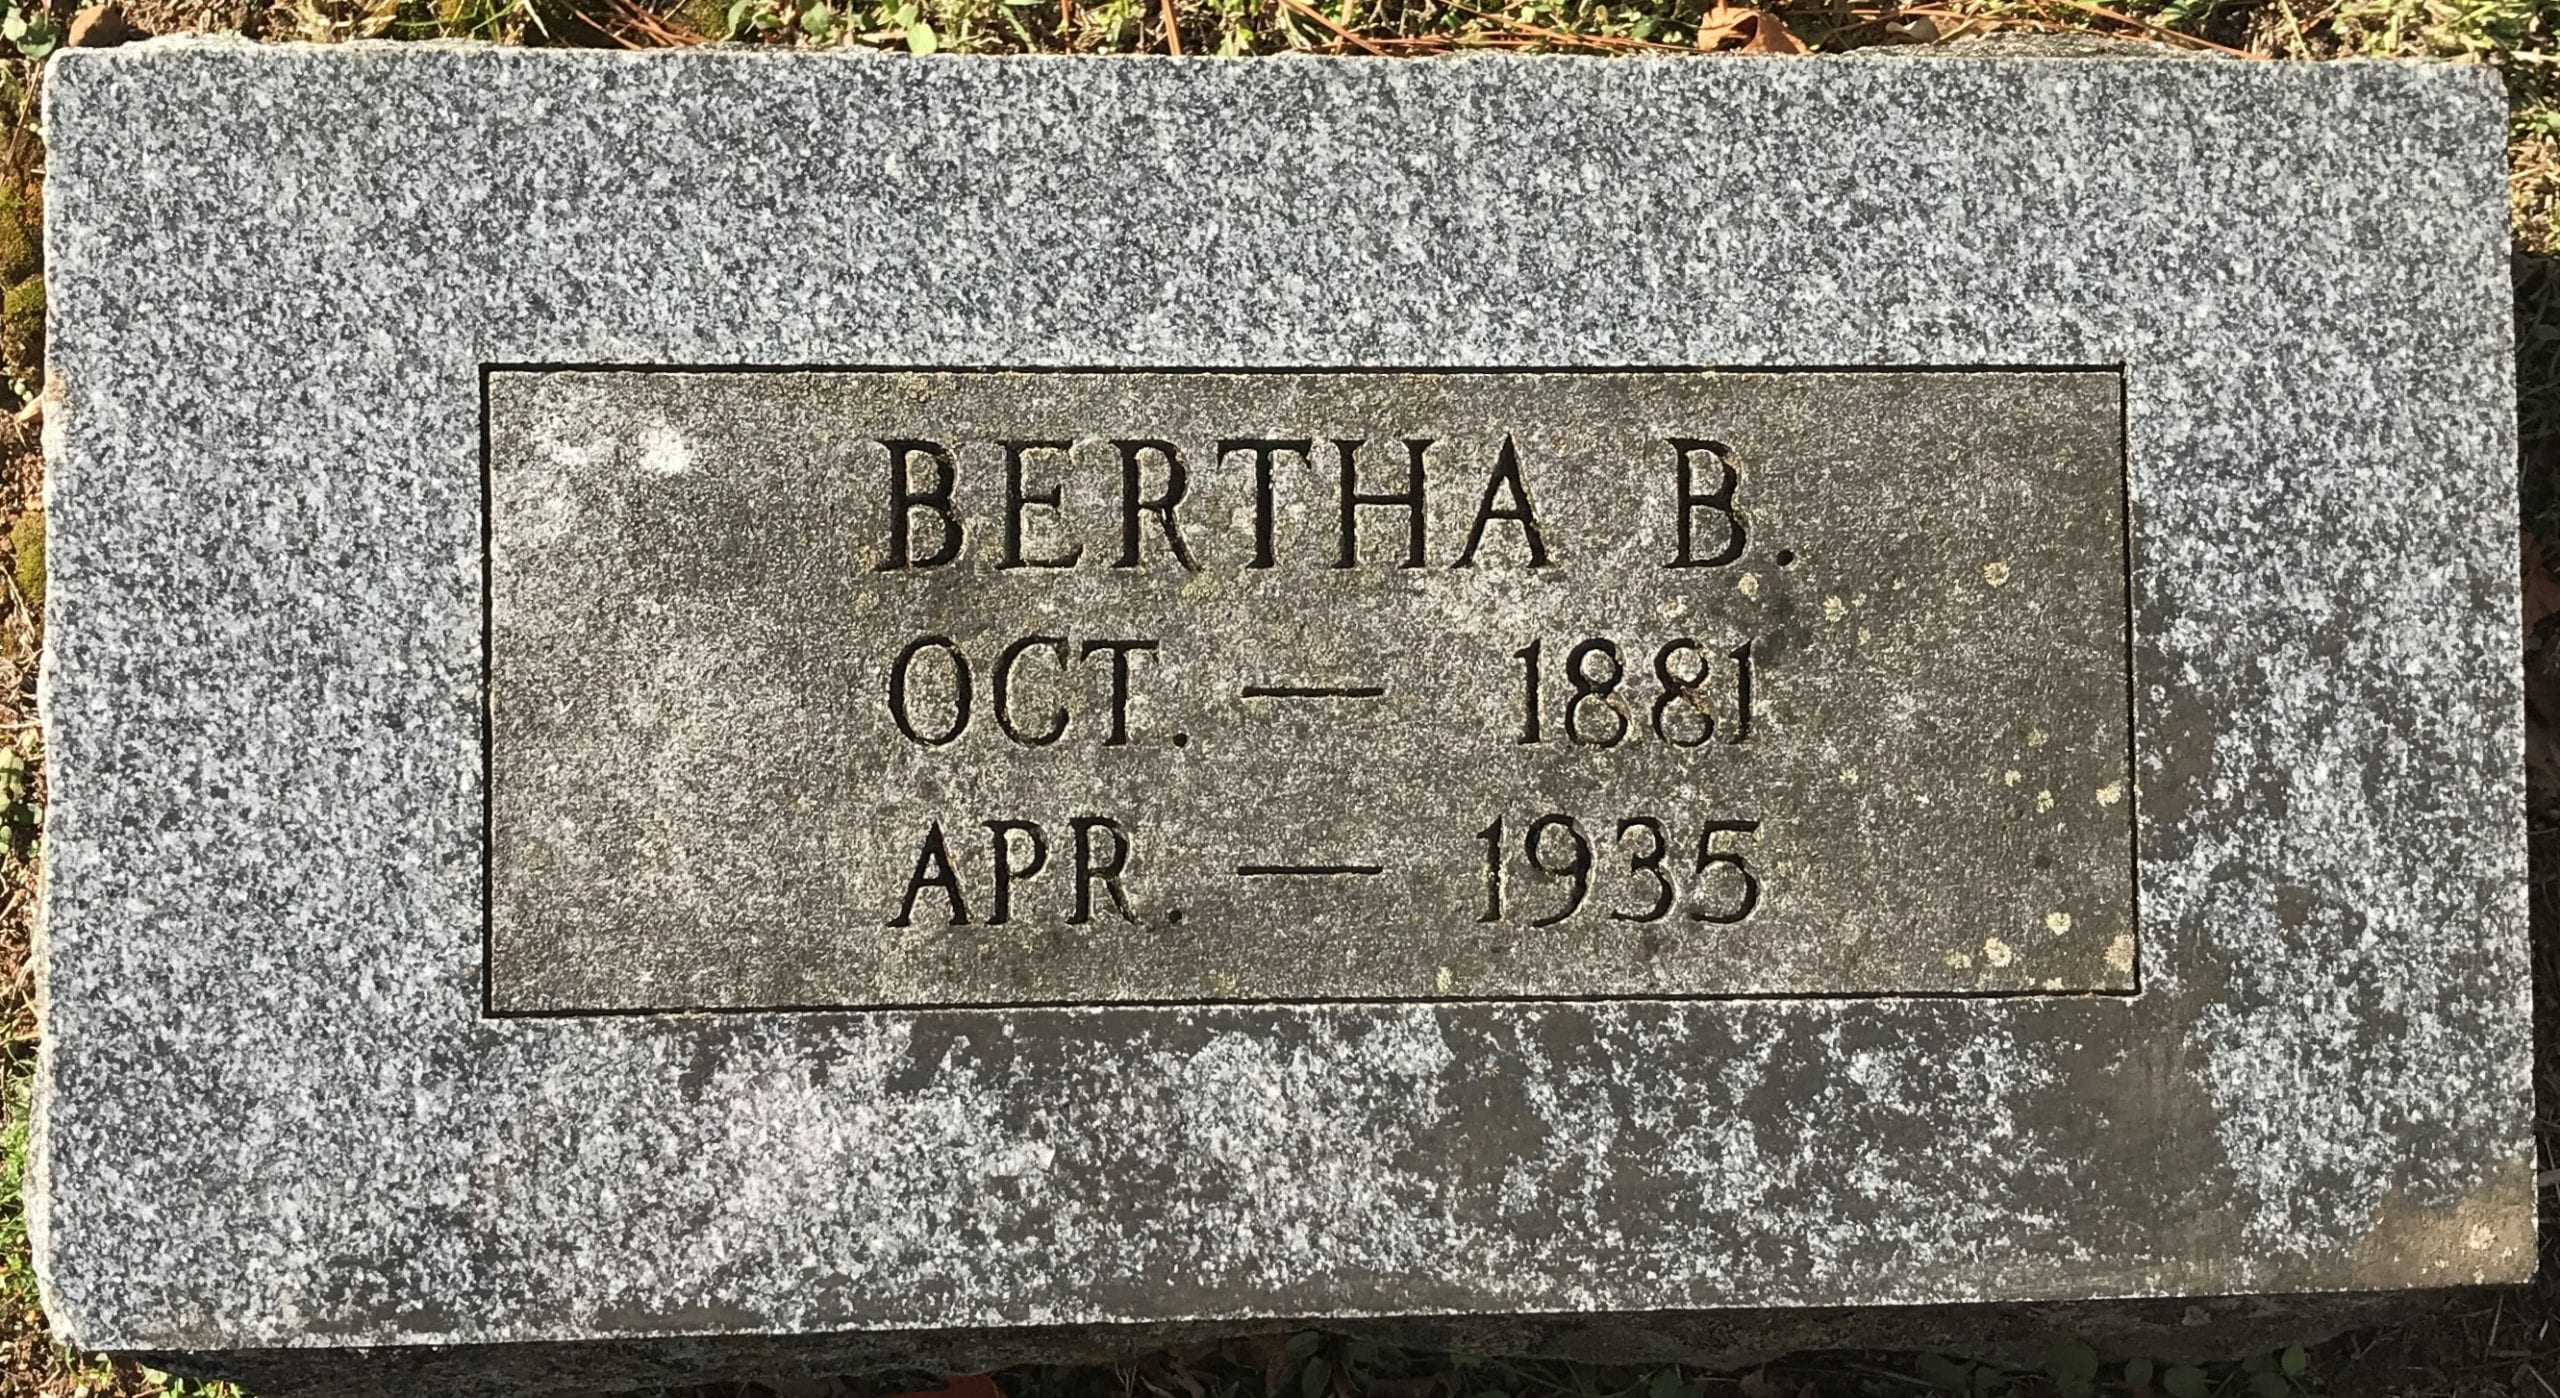 BERTHA B.
OCT. — 1881
APR. — 1935